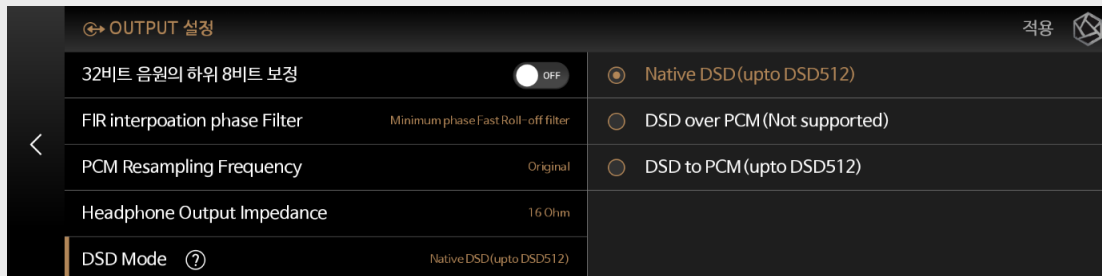 OUTPUT 설정
적용
32비트 음원의 하위 8비트 보정
OFF
FIR interpoation phase Filter
Minimum phase Fast Roll-off filter
PCM Resampling Frequency
Original
Headphone Output Impedance
16 Ohm
DSD Mode ?
Native DSD(upto DSD512)
Native DSD(upto DSD512)
DSD over PCM(Not supported)
DSD to PCM(upto DSD512)